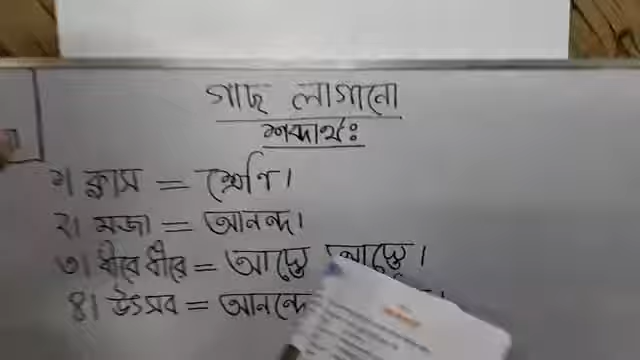 গাছ লাগানো
শব্দার্থঃ
১। ক্লাস = শ্রেণি।
২। মজা = আনন্দ।
৩। ধীরে ধীরে = আস্তে আস্তে।
৪। উৎসব = আনন্দ